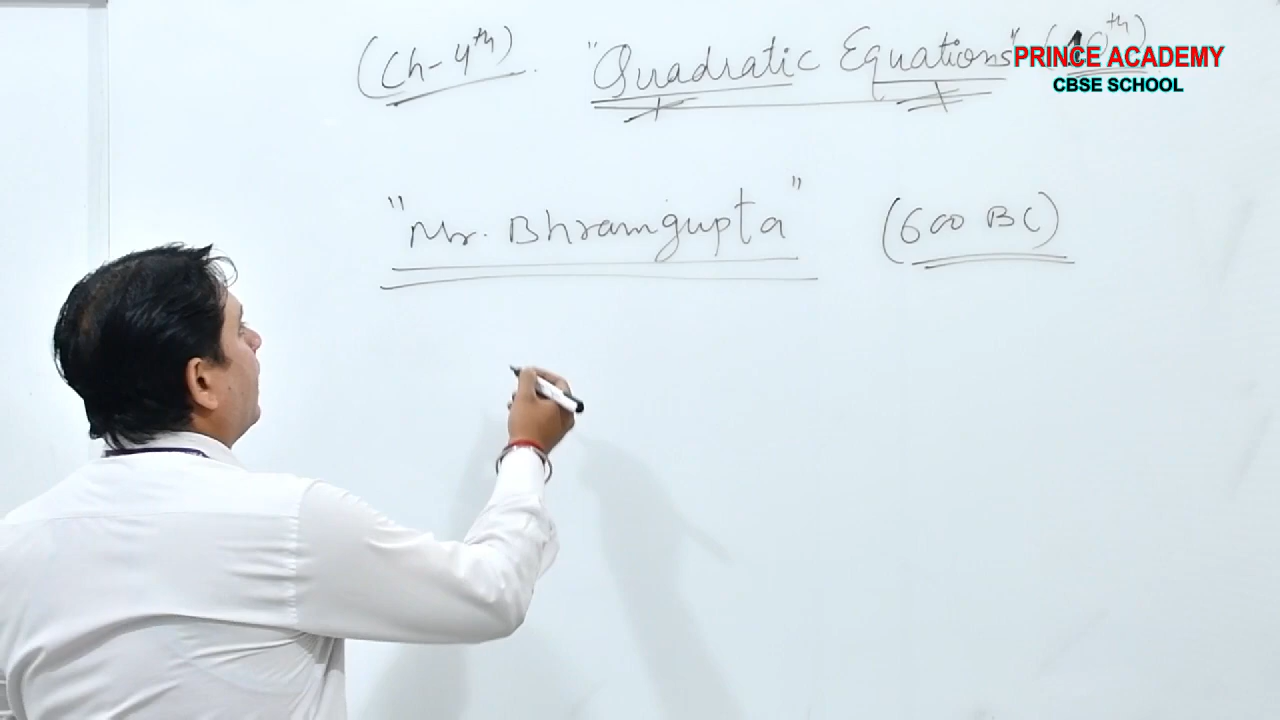 (Ch-4th). "Quadratic Equations" (10th)
PRINCE ACADEMY
CBSE SCHOOL
"Mr. Bhramgupta" (600 BC)